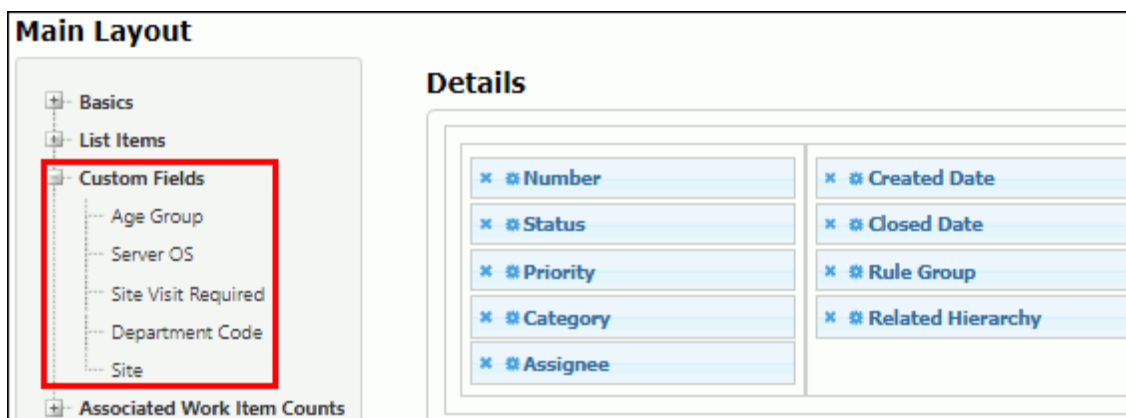 Main Layout
Basics
List Items
Custom Fields
Age Group
Server OS
Site Visit Required
Department Code
Site
Associated Work Item Counts
Details
Number
Status
Priority
Category
Assignee
Created Date
Closed Date
Rule Group
Related Hierarchy